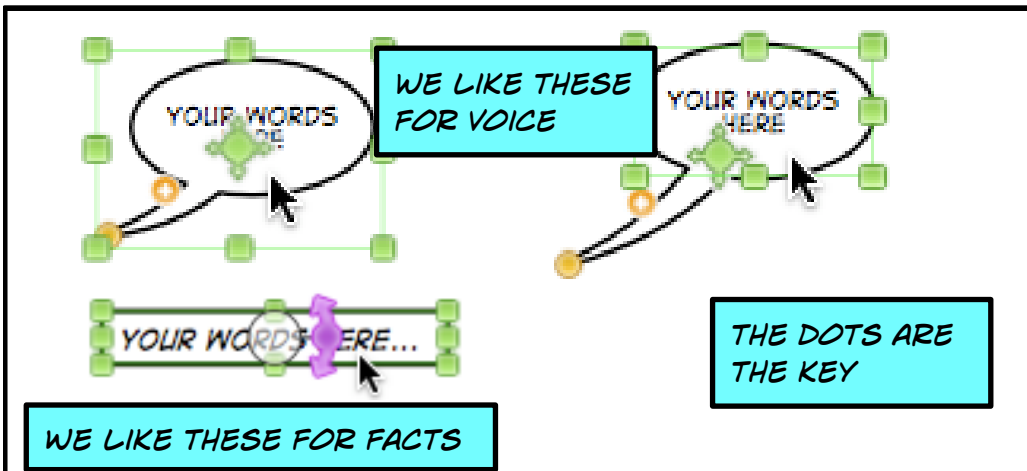 YOUR WORDS
WE LIKE THESE
FOR VOICE
YOUR WORDS
HERE
YOUR WORDS
WE LIKE THESE FOR FACTS
THE DOTS ARE
THE KEY